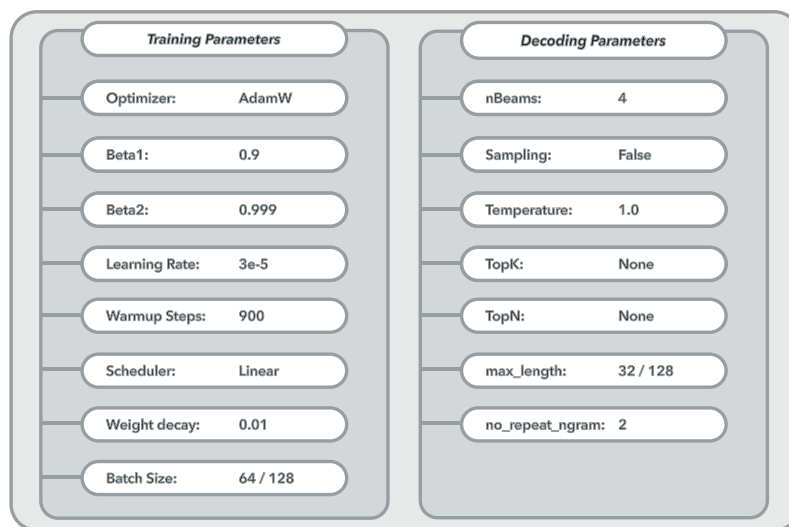 Training Parameters
Optimizer: AdamW
Beta1: 0.9
Beta2: 0.999
Learning Rate: 3e-5
Warmup Steps: 900
Scheduler: Linear
Weight decay: 0.01
Batch Size: 64 / 128
Decoding Parameters
nBeams: 4
Sampling: False
Temperature: 1.0
TopK: None
TopN: None
max_length: 32 / 128
no_repeat_ngram: 2